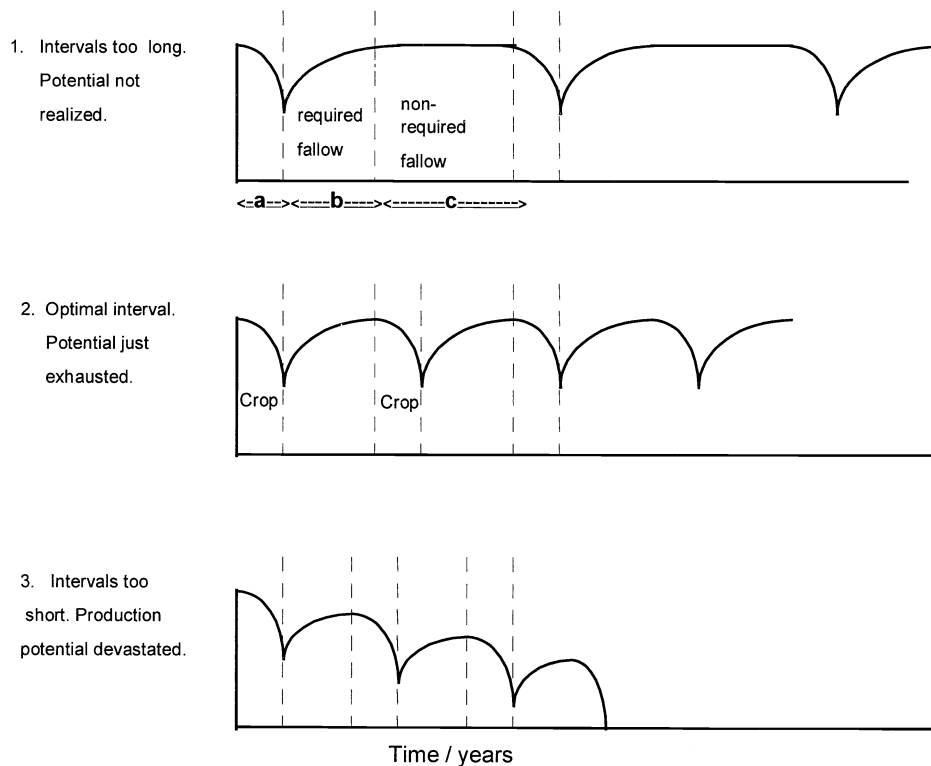 1. Intervals too long.
Potential not
realized.
required
fallow
non-
required
fallow
<--a--><----b----><-------c-------->
2. Optimal interval.
Potential just
exhausted.
Crop
Crop
3. Intervals too
short. Production
potential devastated.
Time / years